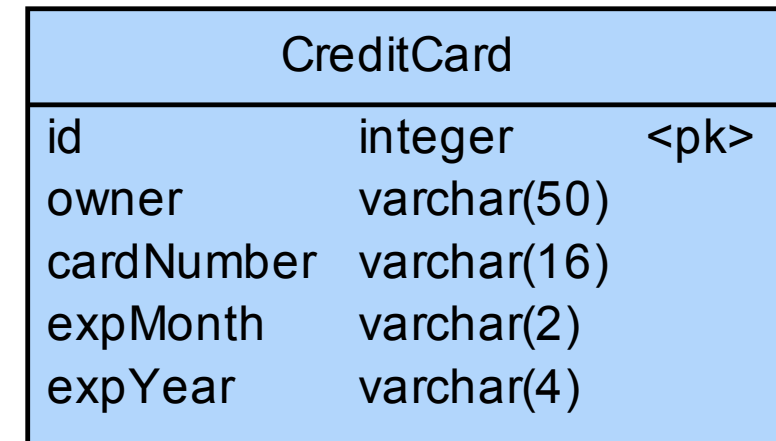 CreditCard
id integer <pk>
owner varchar(50)
cardNumber varchar(16)
expMonth varchar(2)
expYear varchar(4)